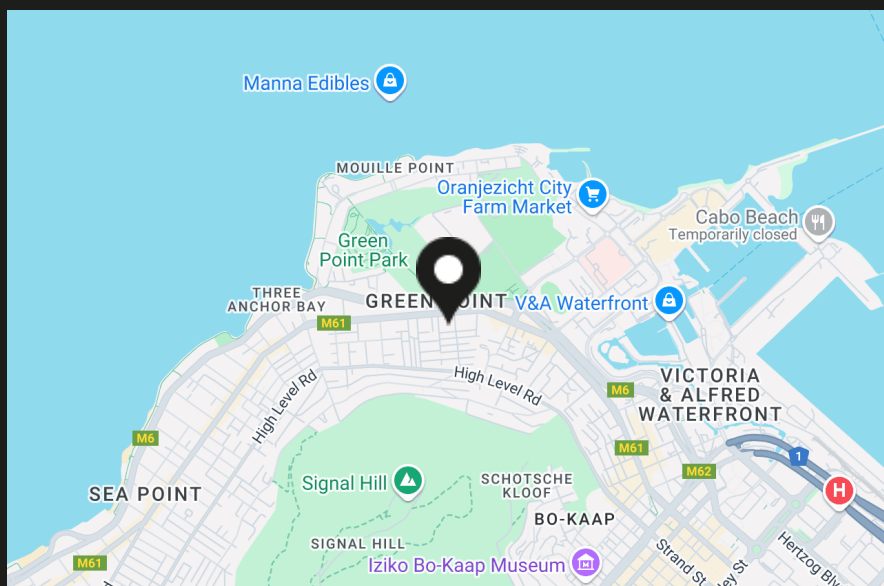 Manna Edibles
MOUILLE POINT
Oranjezicht City
Farm Market
Cabo Beach
Temporarily closed
Green
Point Park
THREE
ANCHOR BAY
GREEN POINT
V&A Waterfront
M61
High Level Rd
High Level Rd
M6
VICTORIA
& ALFRED
WATERFRONT
M6
M61
1
M62
H
Signal Hill
SCHOTSCHE
KLOOF
SEA POINT
BO-KAAP
SIGNAL HILL
M61
Iziko Bo-Kaap Museum
Strand St
Hertzog Blv